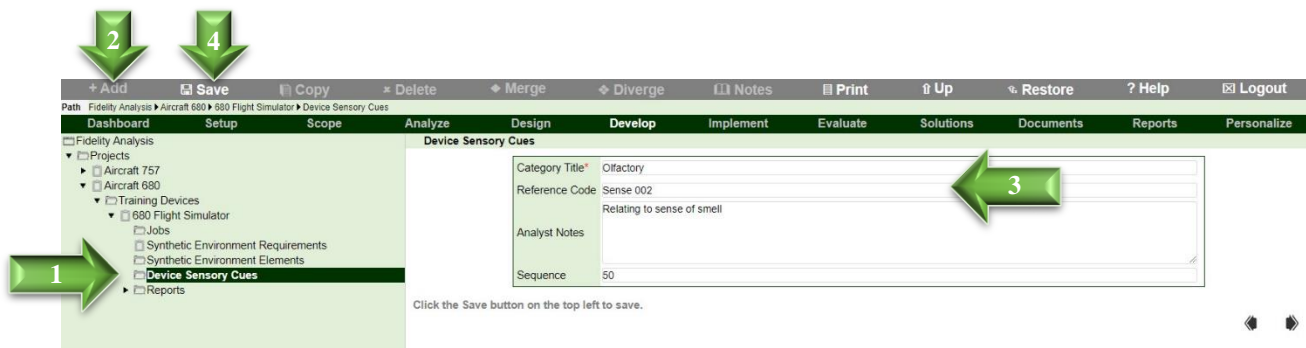 2 4
+ Add Save Copy × Delete Merge Diverge Notes Print Up Restore ? Help Logout
Path Fidelity Analysis Aircraft 680 680 Flight Simulator Device Sensory Cues
Dashboard Setup Scope Analyze Design Develop Implement Evaluate Solutions Documents Reports Personalize
Fidelity Analysis
Projects
Aircraft 757
Aircraft 680
Training Devices
680 Flight Simulator
Jobs
Synthetic Environment Requirements
Synthetic Environment Elements
1 Device Sensory Cues
Reports
Device Sensory Cues
Category Title* Olfactory
Reference Code Sense 002
3
Analyst Notes Relating to sense of smell
Sequence 50
Click the Save button on the top left to save.